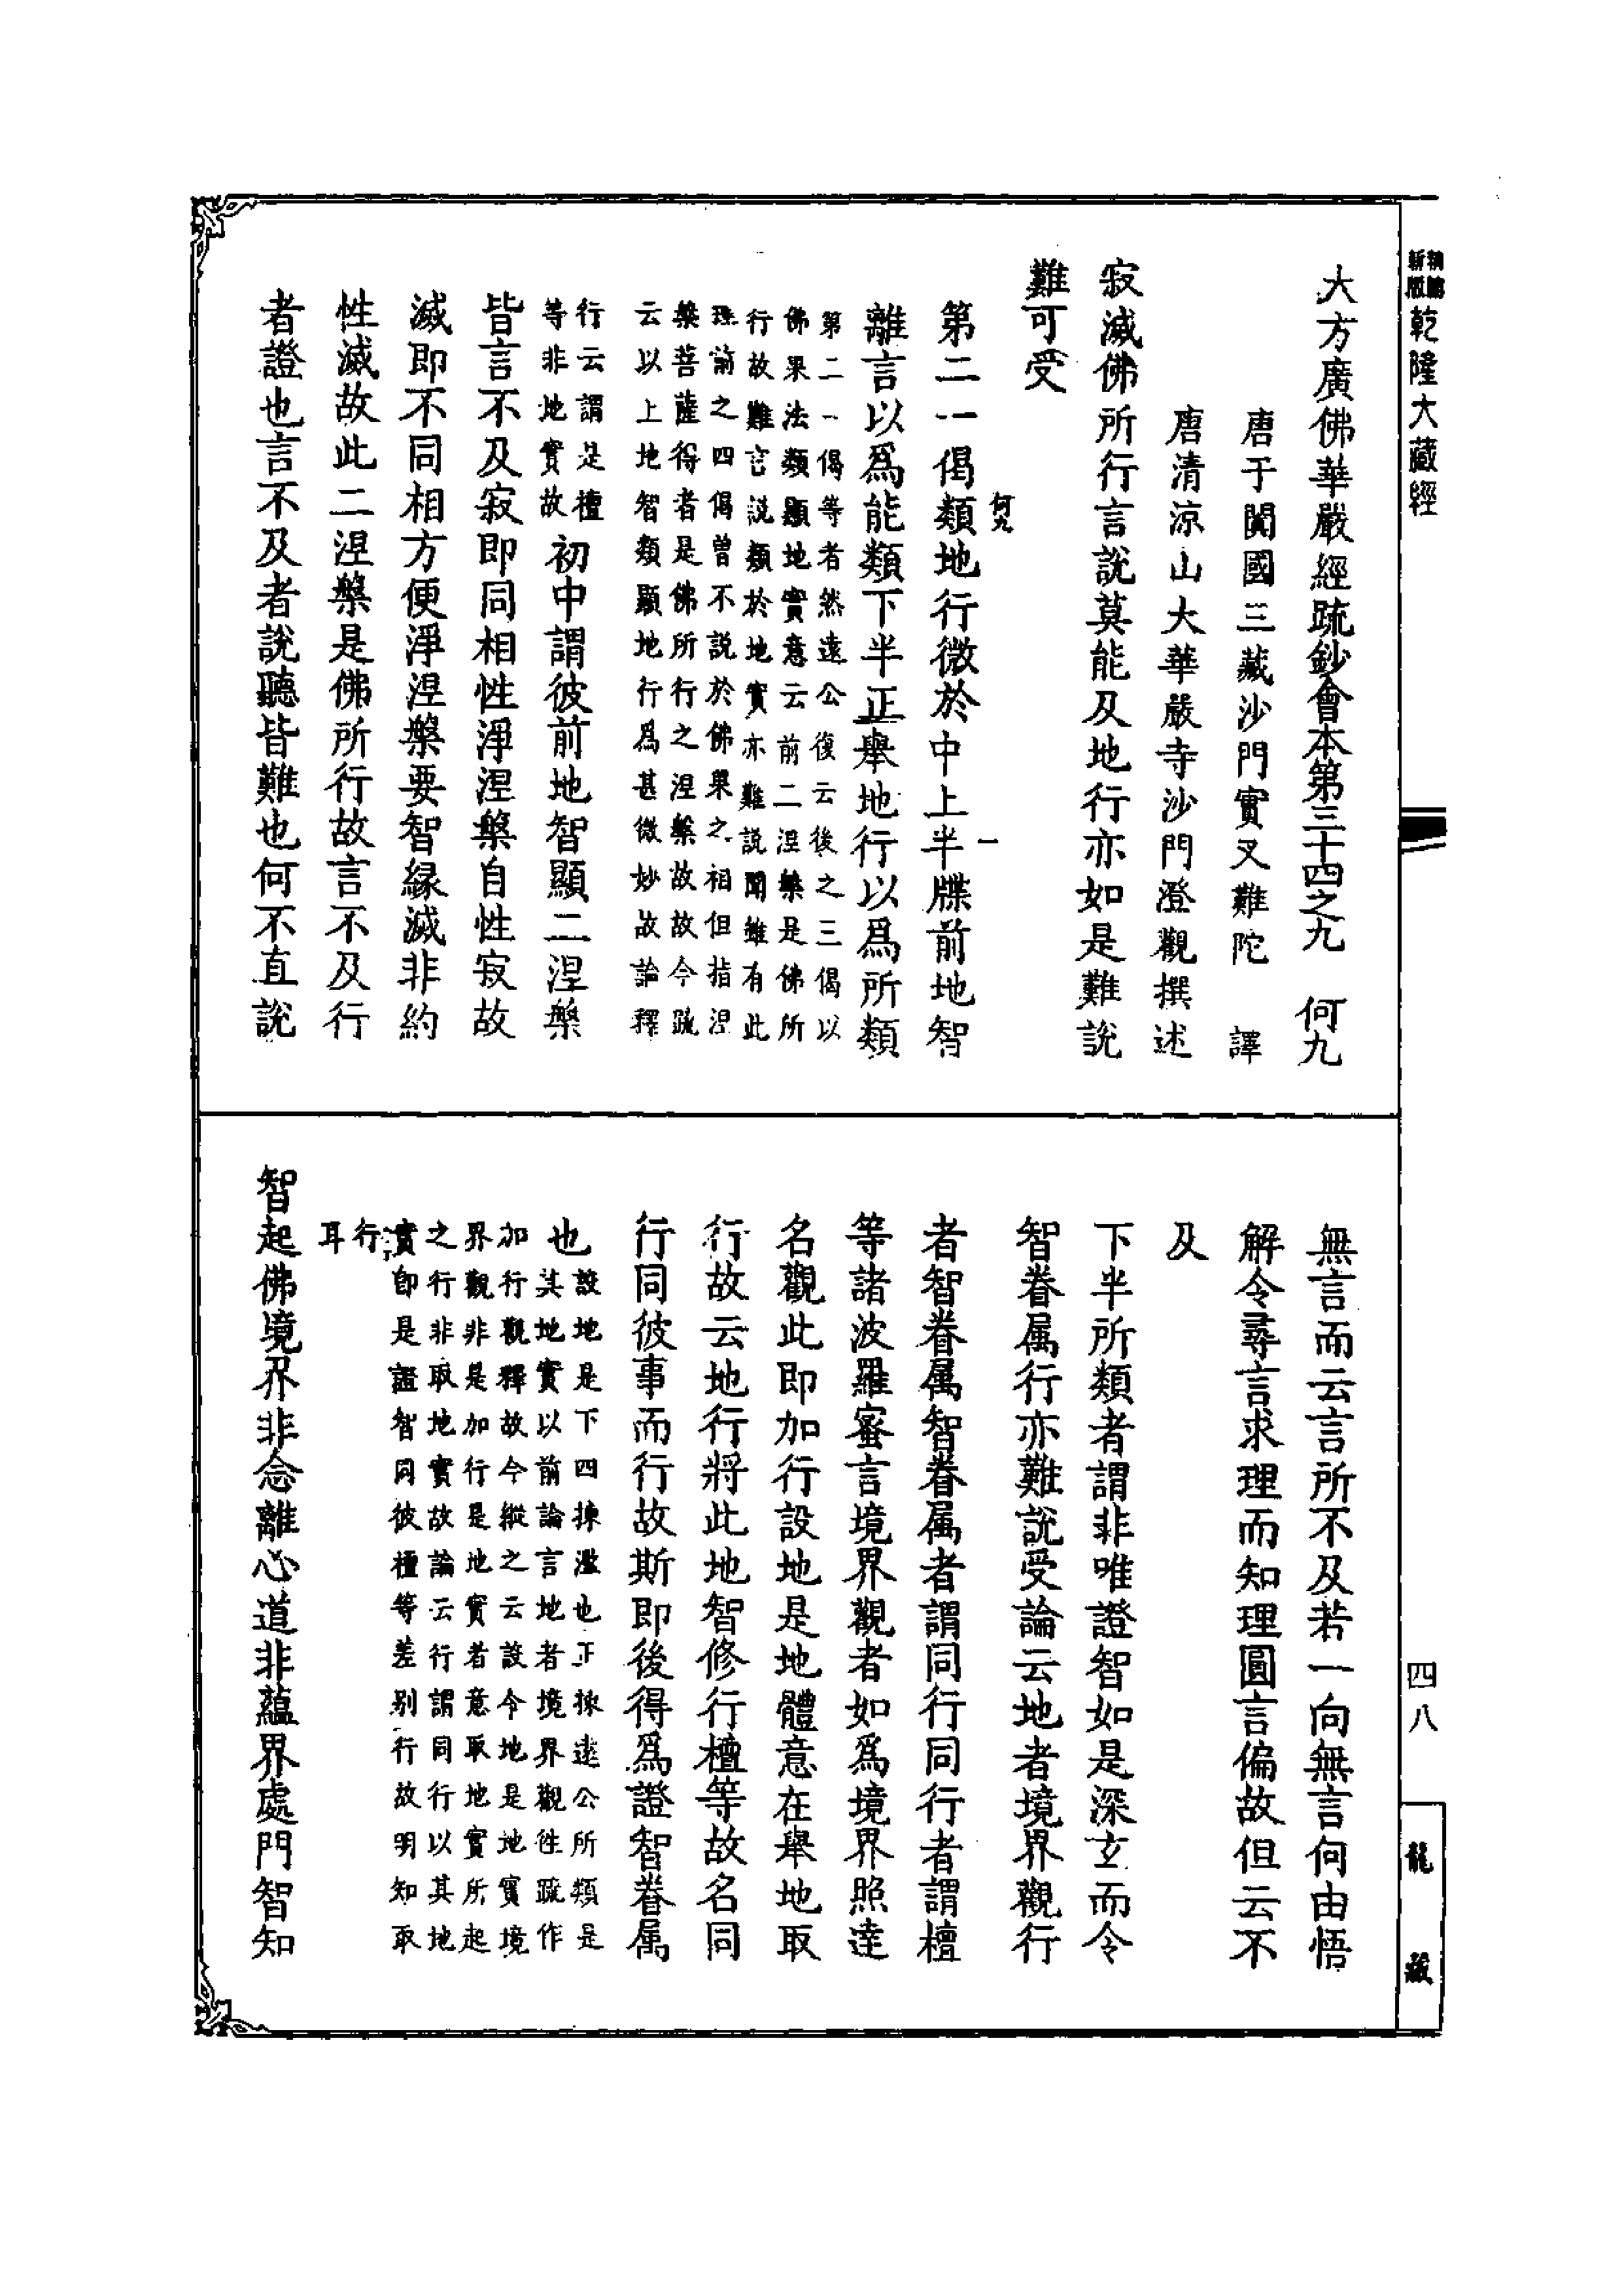 大方廣佛華嚴經疏鈔會本第三十四之九　何九
唐于闐國三藏沙門實叉難陀　譯
唐清涼山大華嚴寺沙門澄觀撰述
寂滅佛所行言說莫能及地行亦如是難說
難可受
何九　一
第二一偈類地行微於中上半牒前地智
離言以爲能類下半正舉地行以爲所類
第二一偈等者然遠公復云後之三偈以
佛果法類顯地實意云前二涅槃是佛所
行故難言說類於地實亦難說聞雖有此
理前之四偈曾不說於佛果之相但指涅
槃菩薩得者是佛所行之涅槃故故今疏
云以上地智類顯地行爲甚微妙故論釋
行云謂是檀
等非地實故
初中謂彼前地智顯二涅槃
皆言不及寂即同相性淨涅槃自性寂故
滅即不同相方便淨涅槃要智緣滅非約
性滅故此二涅槃是佛所行故言不及行
者證也言不及者說聽皆難也何不直說
無言而云言所不及若一向無言何由悟
解令尋言求理而知理圓言偏故但云不
及
下半所類者謂非唯證智如是深玄而令
智眷属行亦難說受論云地者境界觀行
者智眷属智眷属者謂同行同行者謂檀
等諸波羅蜜言境界觀者如爲境界照達
名觀此即加行設地是地體意在舉地取
行故云地行將此地智修行檀等故名同
行同彼事而行故斯即後得爲證智眷属
也
設地是下四揀濫也正揀遠公所類是
其地實以前論言地者境界觀往疏作
加行觀釋故今縱之云設令地是地實境
界觀非是加行是地實者意取地實所起
之行非取地實故論云行謂同行以其地
實即是證智同彼檀等差别行故明知取
行
耳
智起佛境界非念離心道非蘊界處門智知
新版
乾隆大藏經
四八
龍藏